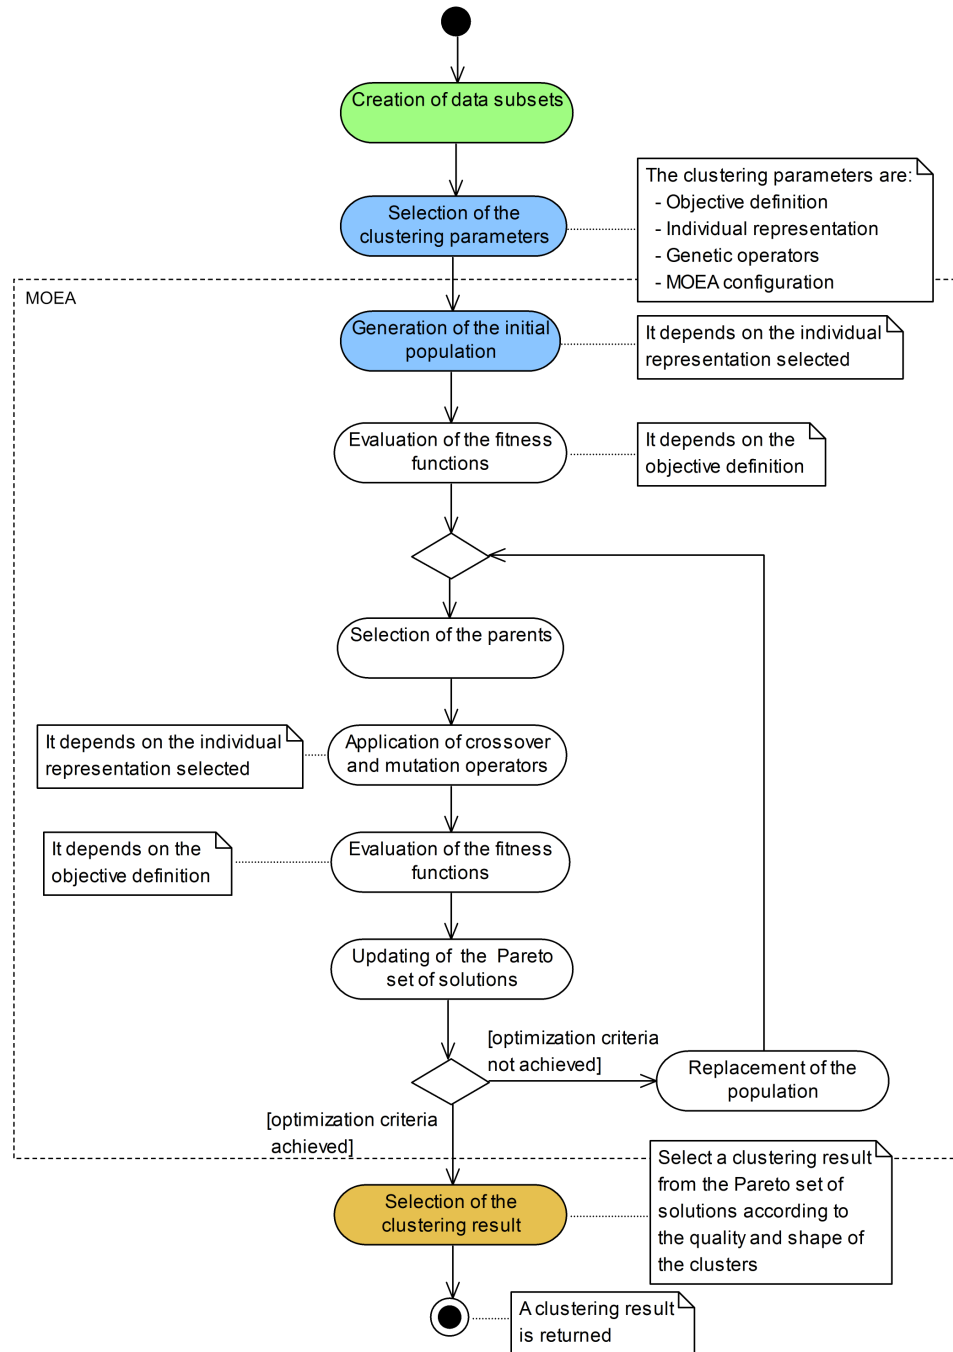 Creation of data subsets
Selection of the
clustering parameters
The clustering parameters are:
- Objective definition
- Individual representation
- Genetic operators
- MOEA configuration
MOEA
Generation of the initial
population
It depends on the individual
representation selected
Evaluation of the fitness
functions
It depends on the
objective definition
Selection of the parents
It depends on the individual
representation selected
Application of crossover
and mutation operators
It depends on the
objective definition
Evaluation of the fitness
functions
Updating of the Pareto
set of solutions
[optimization criteria
not achieved]
Replacement of the
population
[optimization criteria
achieved]
Selection of the
clustering result
Select a clustering result
from the Pareto set of
solutions according to
the quality and shape of
the clusters
A clustering result
is returned